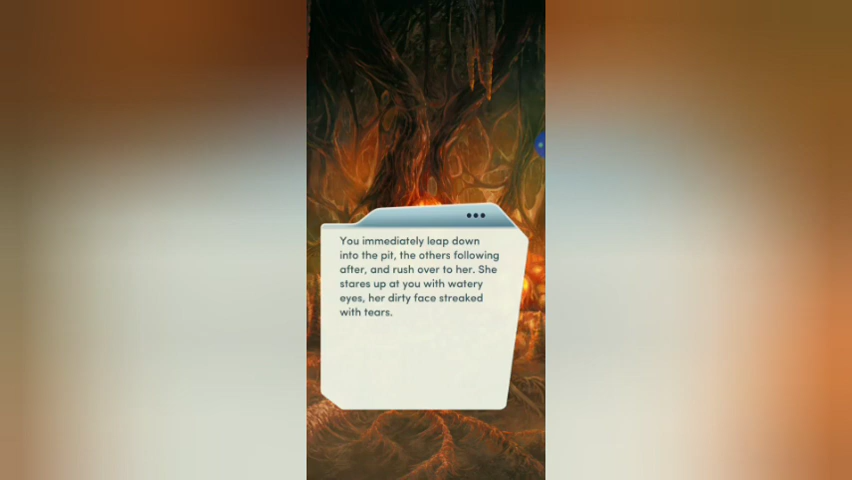 You immediately leap down
into the pit, the others following
after, and rush over to her. She
stares up at you with watery
eyes, her dirty face streaked
with tears.